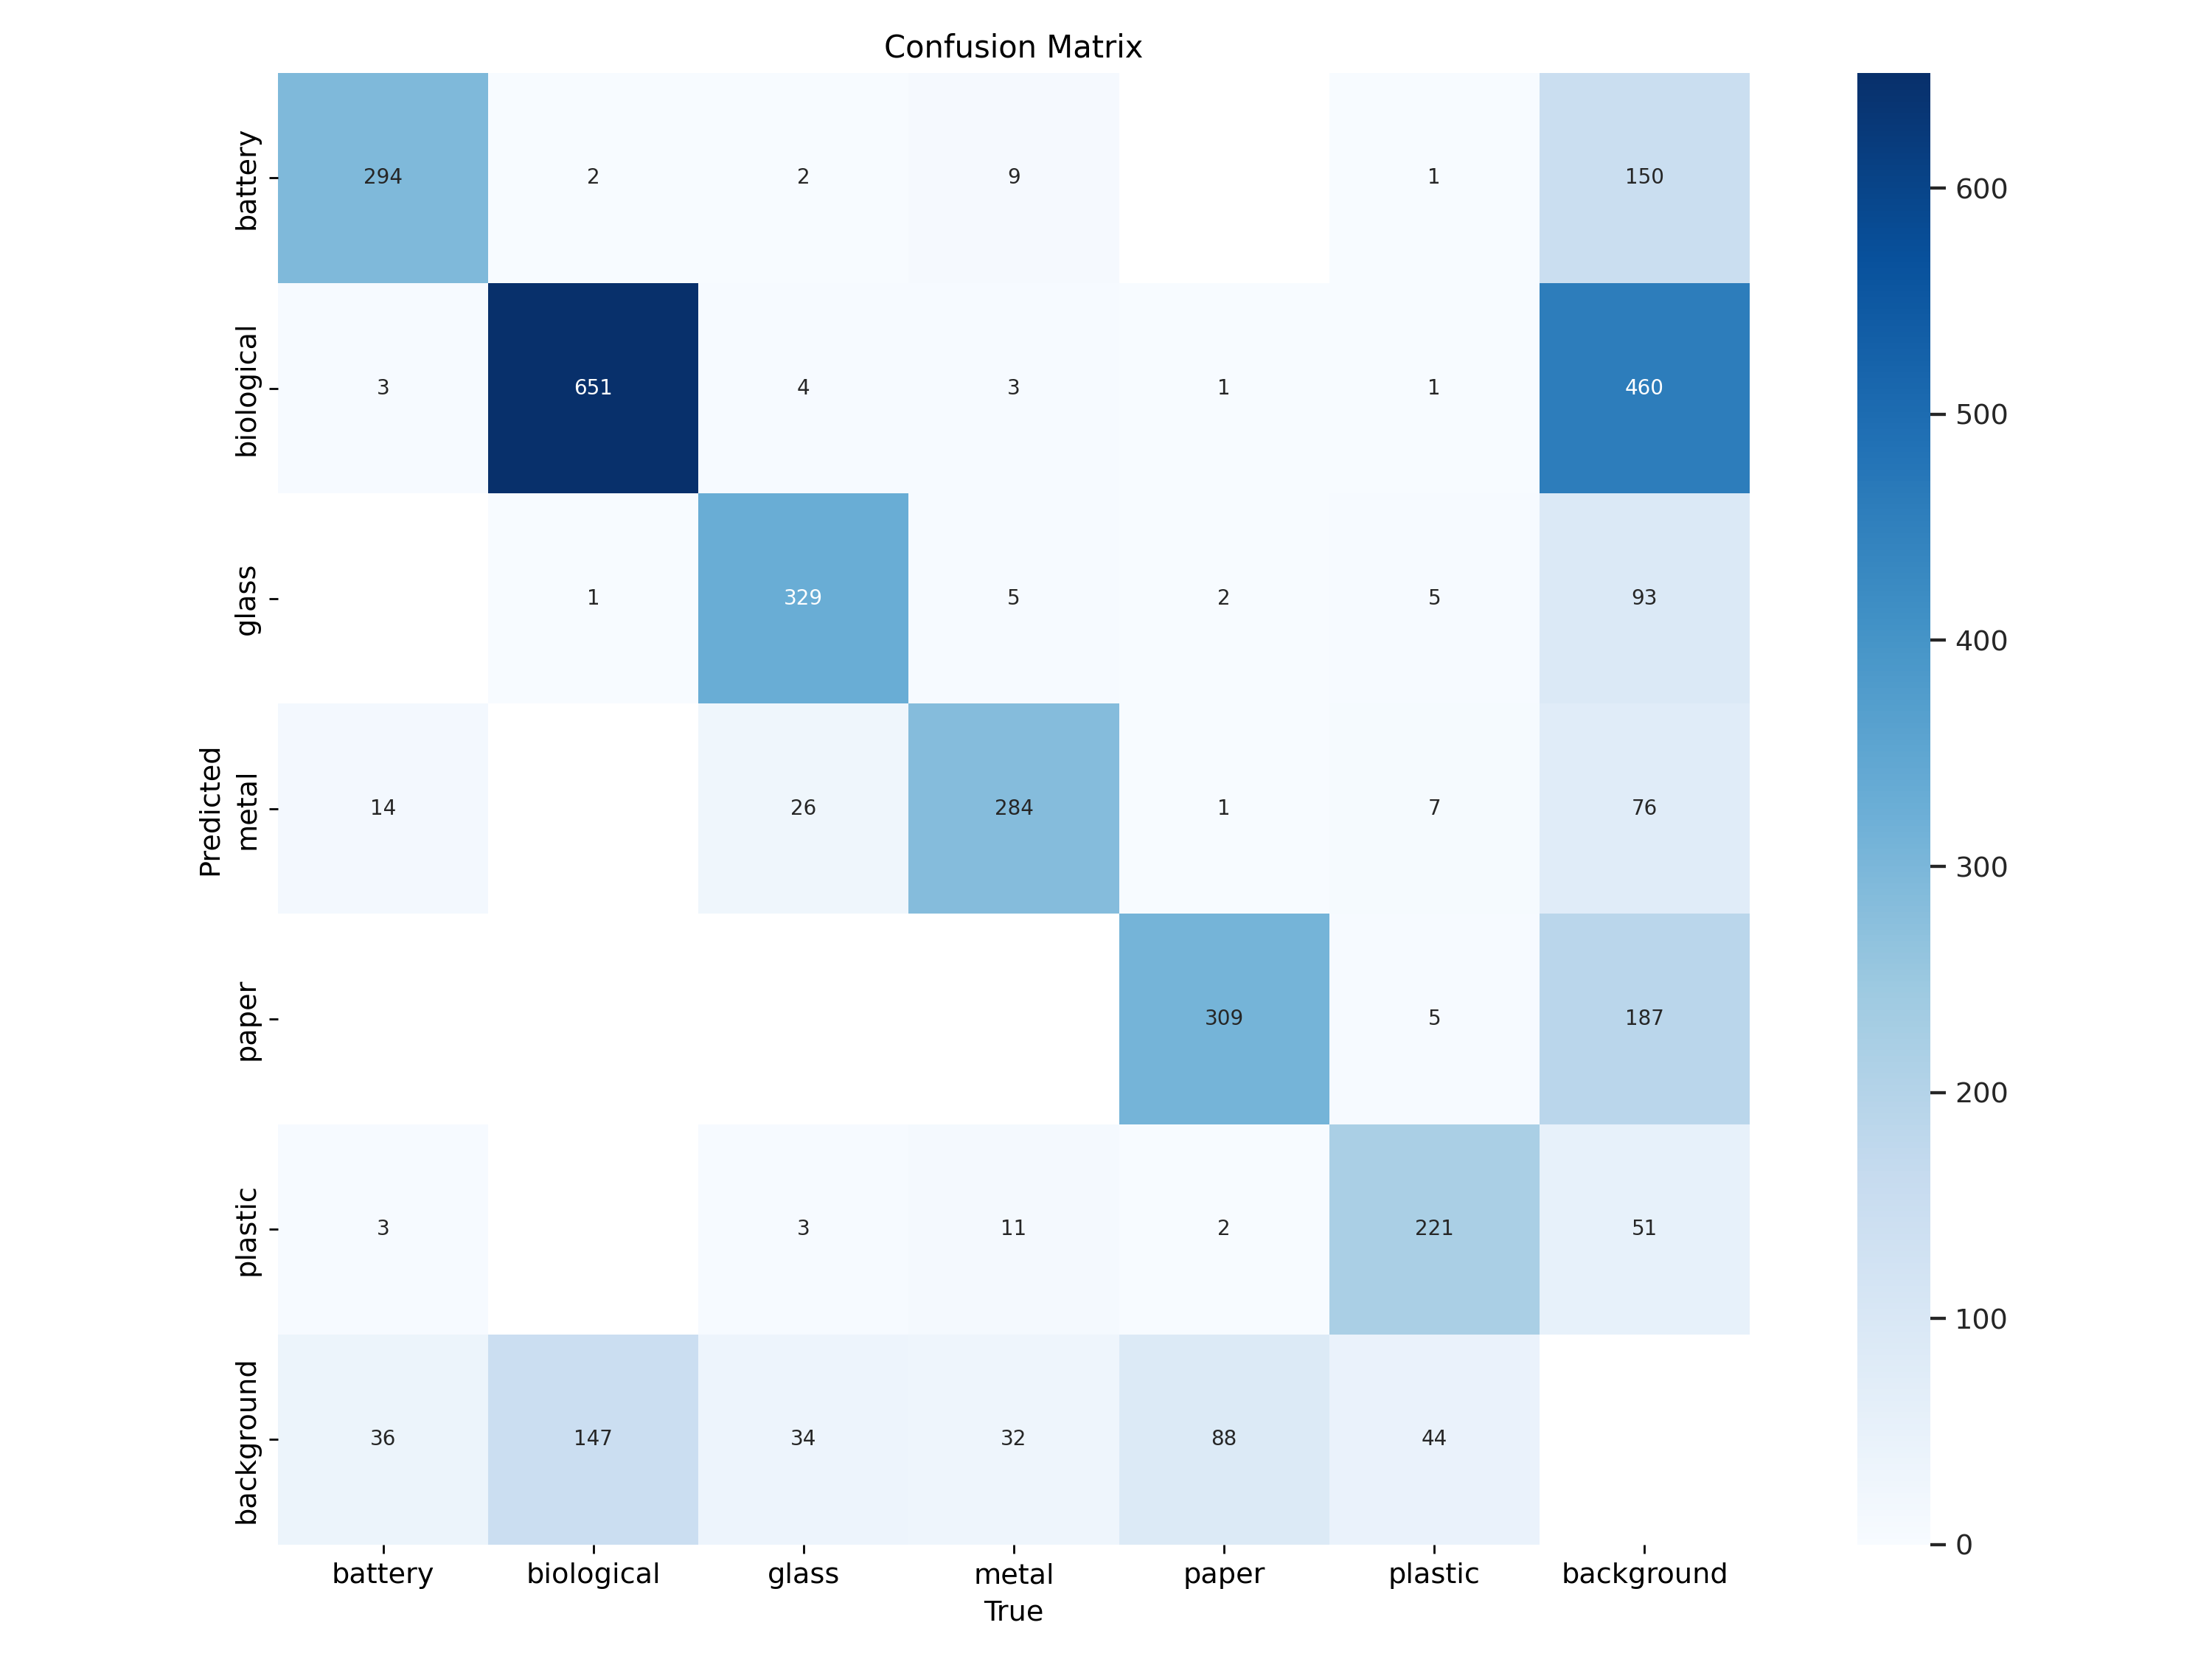 Confusion Matrix
battery 294 2 2 9 1 150 600
biological 3 651 4 3 1 1 460 500
glass 1 329 5 2 5 93 400
Predicted
metal 14 26 284 1 7 76 300
paper 309 5 187 200
plastic 3 3 11 2 221 51 100
background 36 147 34 32 88 44 0
battery biological glass metal paper plastic background
True